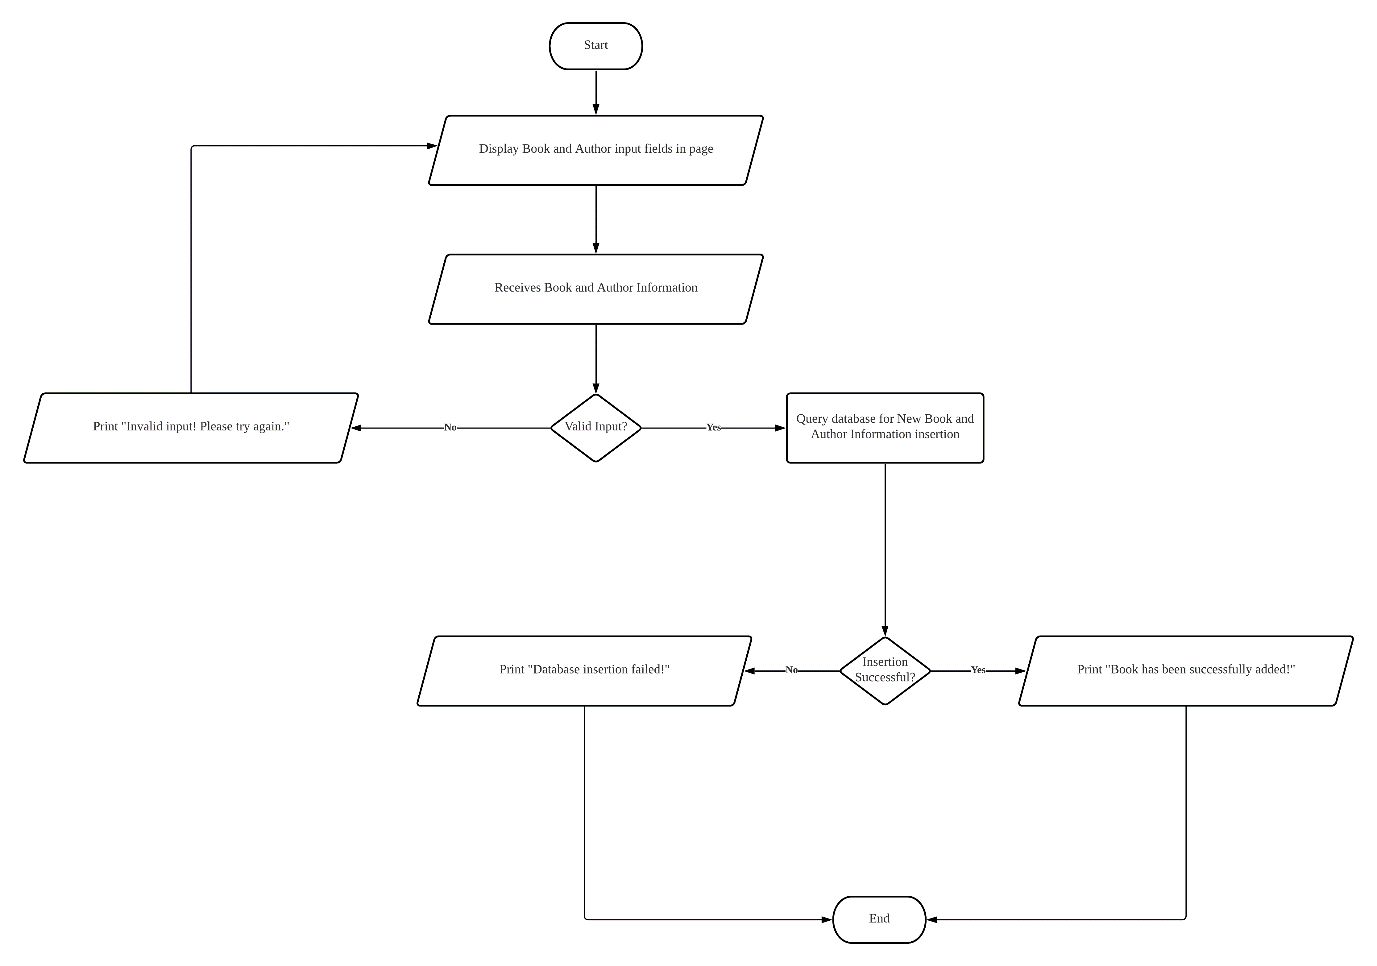 Start
Display Book and Author input fields in page
Receives Book and Author Information
Print "Invalid input! Please try again."
No
Valid Input?
Yes
Query database for New Book and
Author Information insertion
Print "Database insertion failed!"
No
Insertion
Successful?
Yes
Print "Book has been successfully added!"
End